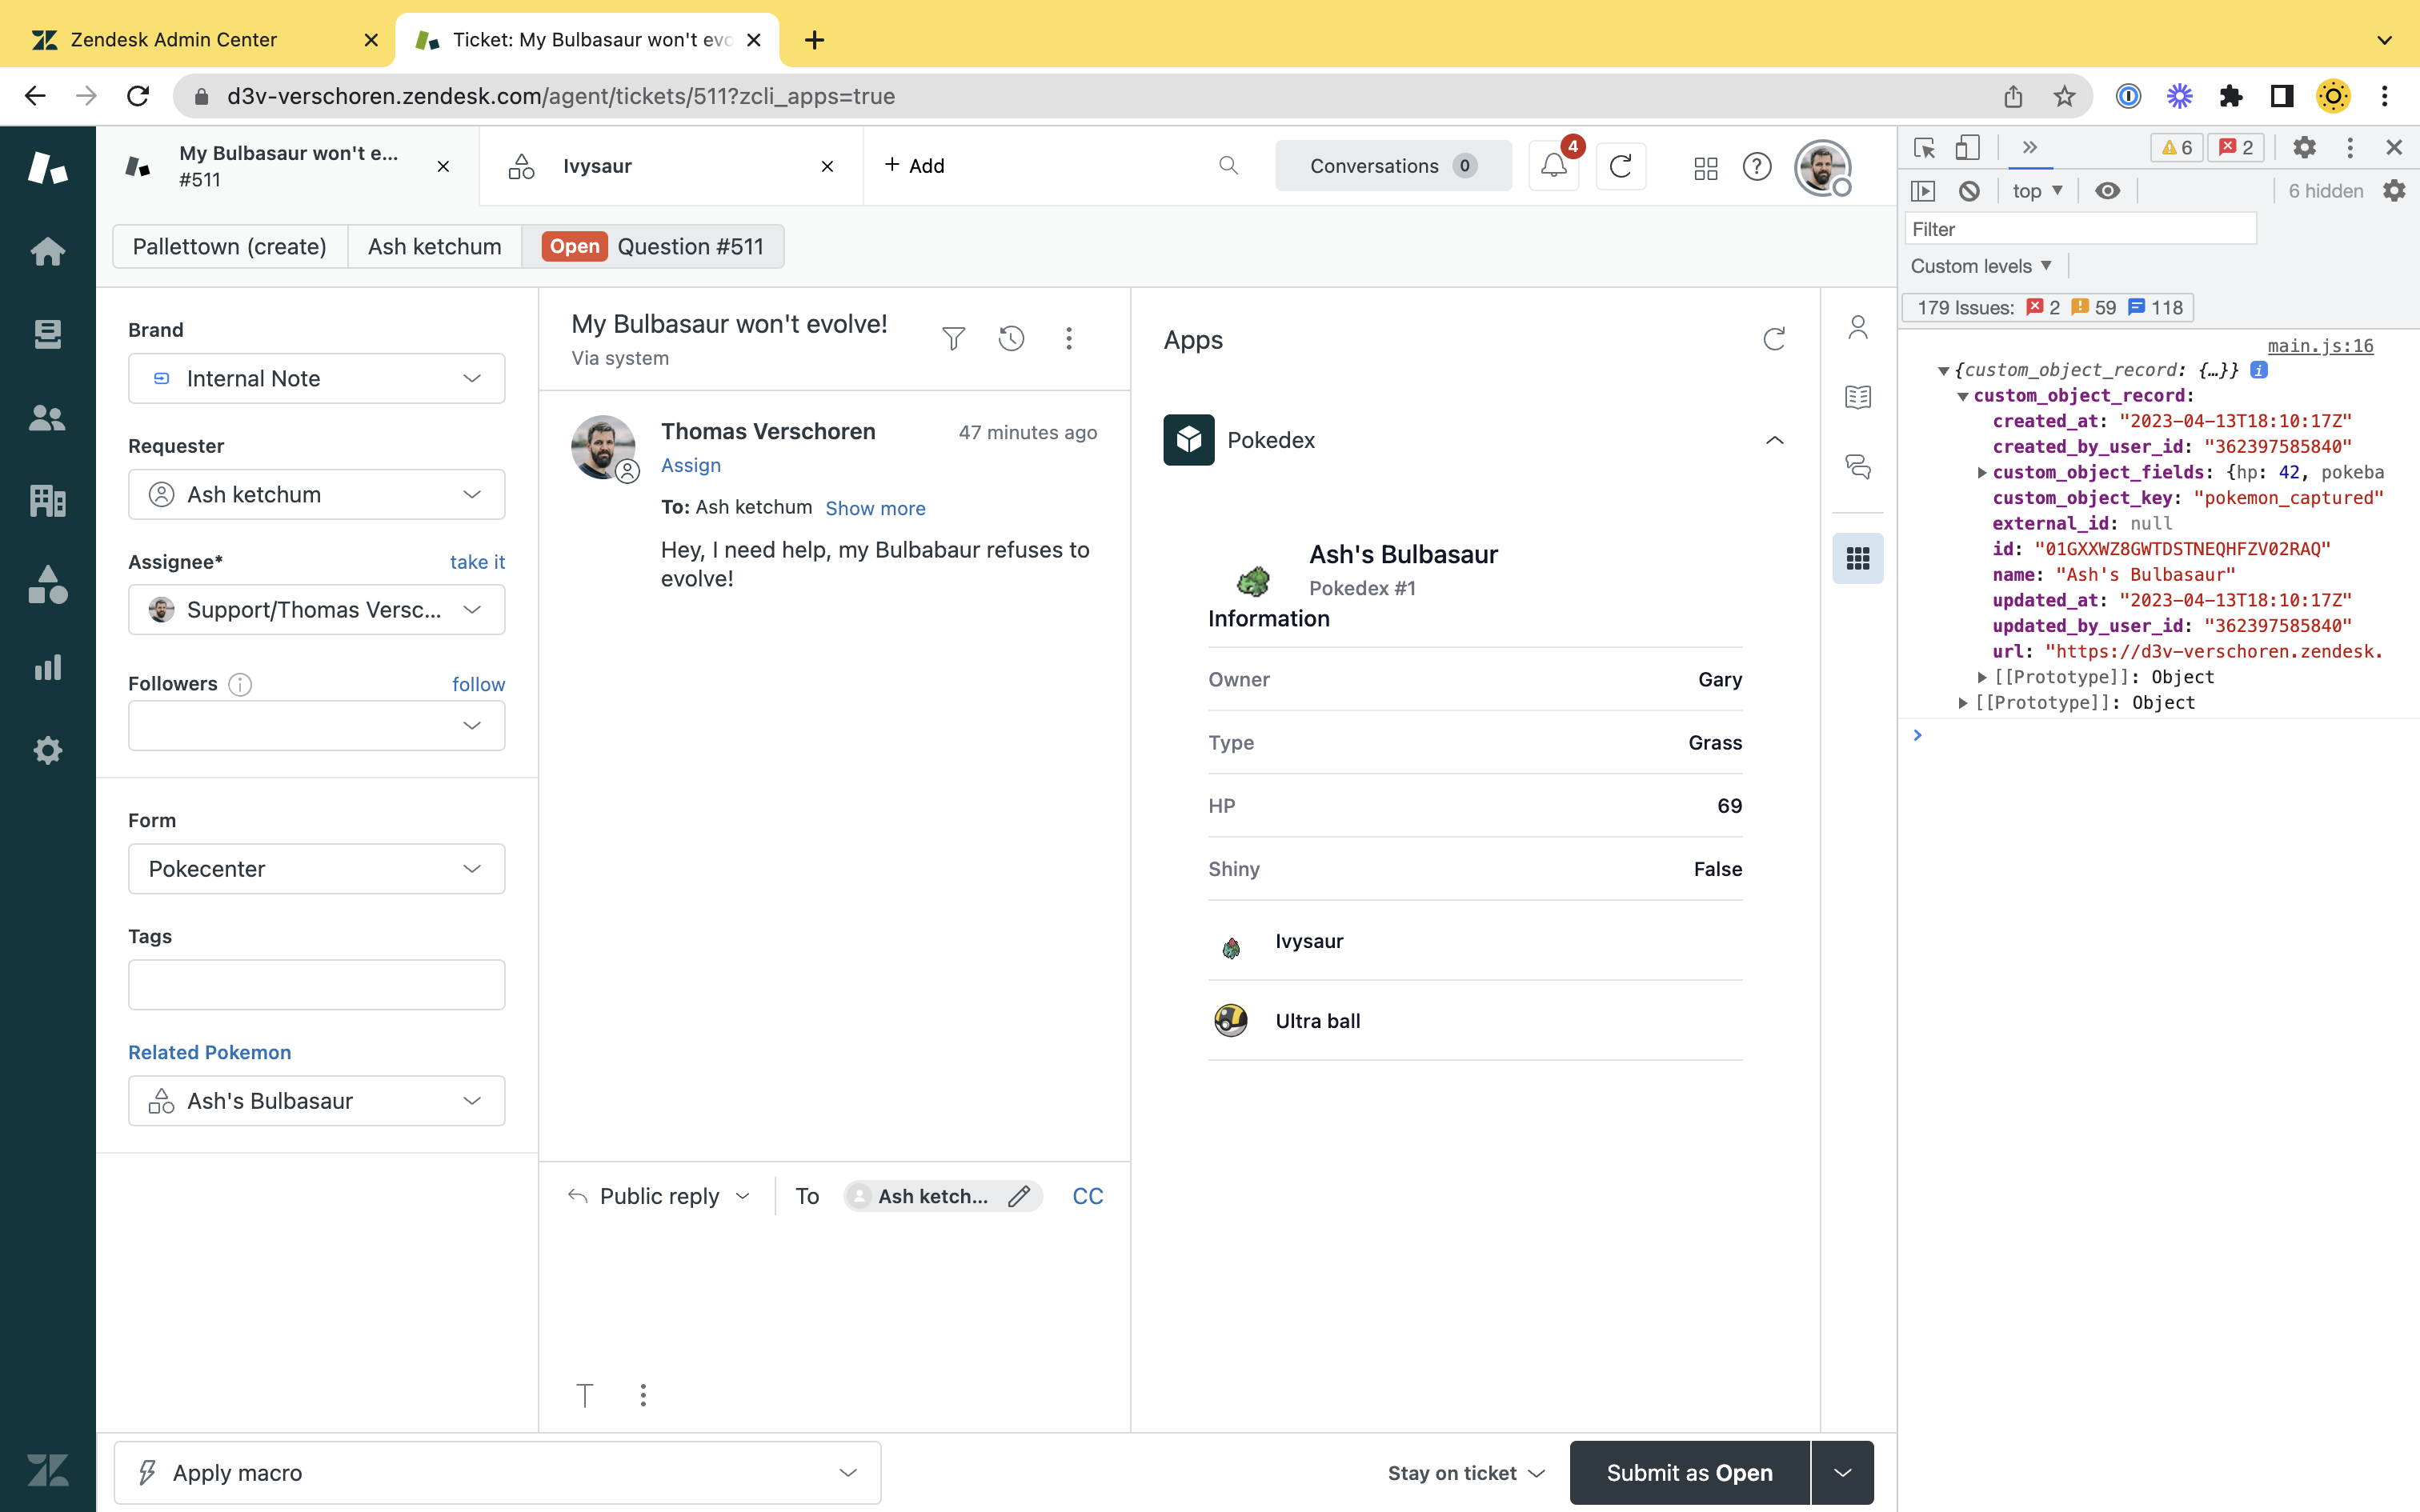 Zendesk Admin Center
Ticket: My Bulbasaur won't evo
d3v-verschoren.zendesk.com/agent/tickets/511?zcli_apps=true
My Bulbasaur won't e...
#511
Ivysaur
+ Add
Conversations 0
4
Pallettown (create)
Ash ketchum
Open Question #511
Brand
Internal Note
Requester
Ash ketchum
Assignee*
take it
Support/Thomas Versc...
Followers
follow
Form
Pokecenter
Tags
Related Pokemon
Ash's Bulbasaur
My Bulbasaur won't evolve!
Via system
Thomas Verschoren
47 minutes ago
Assign
To: Ash ketchum Show more
Hey, I need help, my Bulbabaur refuses to
evolve!
Public reply
To
Ash ketch...
CC
Apps
Pokedex
Ash's Bulbasaur
Pokedex #1
Information
Owner Gary
Type Grass
HP 69
Shiny False
Ivysaur
Ultra ball
Apply macro
Stay on ticket
Submit as Open
6
2
top
6 hidden
Filter
Custom levels
179 Issues: 2 59 118
main.js:16
{custom_object_record: {…}}
custom_object_record:
created_at: "2023-04-13T18:10:17Z"
created_by_user_id: "362397585840"
custom_object_fields: {hp: 42, pokeba
custom_object_key: "pokemon_captured"
external_id: null
id: "01GXXWZ8GWTDSTNEQHFZV02RAQ"
name: "Ash's Bulbasaur"
updated_at: "2023-04-13T18:10:17Z"
updated_by_user_id: "362397585840"
url: "https://d3v-verschoren.zendesk.
[[Prototype]]: Object
[[Prototype]]: Object